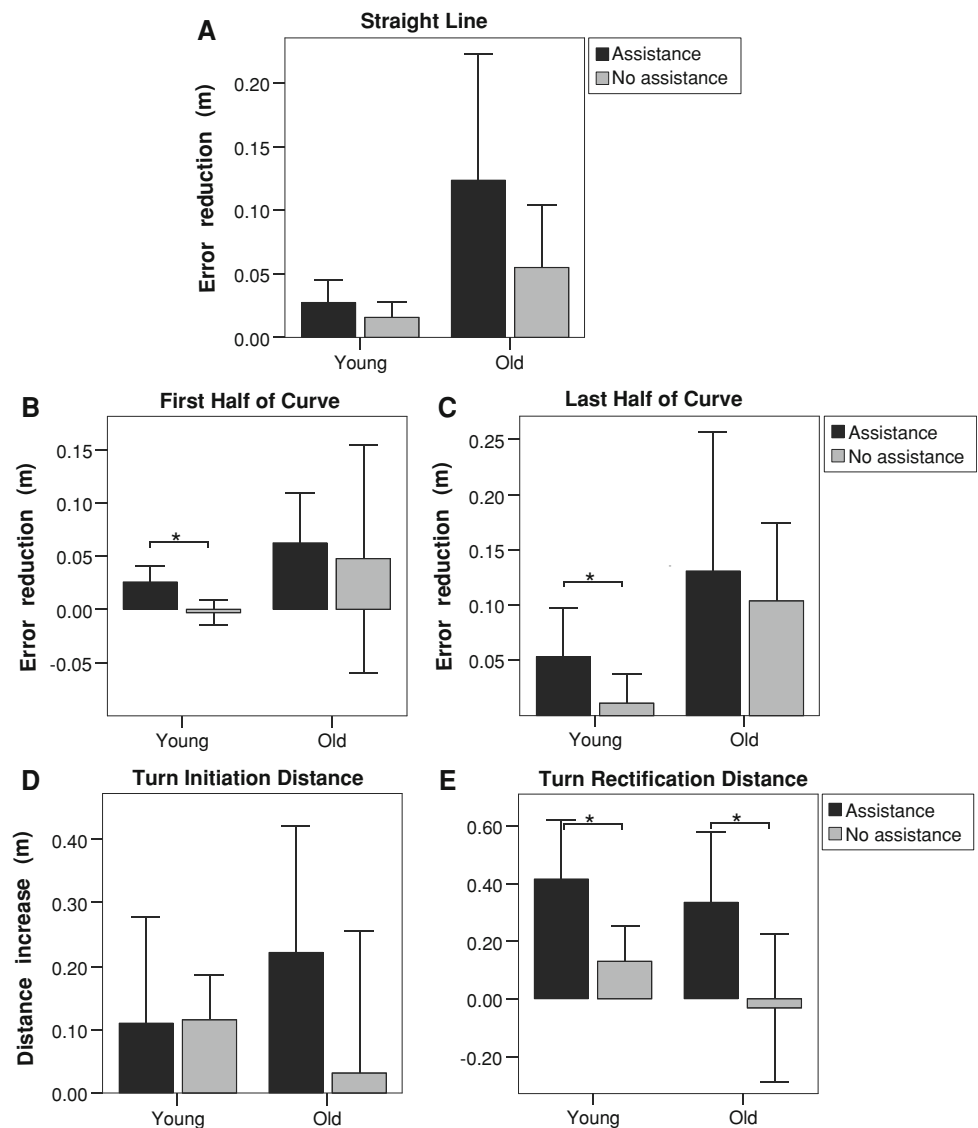 A
Straight Line
Assistance
No assistance
Error reduction (m)
0.20
0.15
0.10
0.05
0.00
Young Old
B
First Half of Curve
Error reduction (m)
0.15
0.10
0.05
0.00
-0.05
*
Young Old
C
Last Half of Curve
Assistance
No assistance
Error reduction (m)
0.25
0.20
0.15
0.10
0.05
*
Young Old
D
Turn Initiation Distance
Distance increase (m)
0.40
0.30
0.20
0.10
0.00
Young Old
E
Turn Rectification Distance
Assistance
No assistance
0.60
0.40
0.20
0.00
-0.20
* *
Young Old